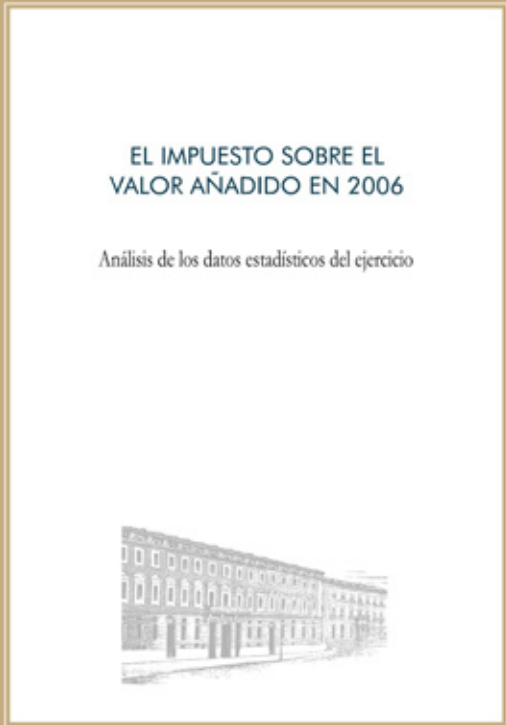 EL IMPUESTO SOBRE EL
VALOR AÑADIDO EN 2006
Análisis de los datos estadísticos del ejercicio